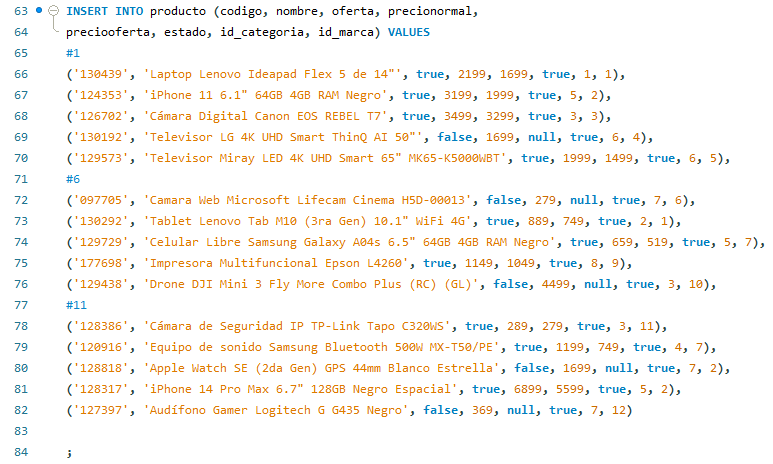 63 INSERT INTO producto (codigo, nombre, oferta, precionormal,
64 preciooferta, estado, id_categoria, id_marca) VALUES
65 #1
66 ('130439', 'Laptop Lenovo Ideapad Flex 5 de 14"', true, 2199, 1699, true, 1, 1),
67 ('124353', 'iPhone 11 6.1" 64GB 4GB RAM Negro', true, 3199, 1999, true, 5, 2),
68 ('126702', 'Cámara Digital Canon EOS REBEL T7', true, 3499, 3299, true, 3, 3),
69 ('130192', 'Televisor LG 4K UHD Smart ThinQ AI 50"', false, 1699, null, true, 6, 4),
70 ('129573', 'Televisor Miray LED 4K UHD Smart 65" MK65-K5000WBT', true, 1999, 1499, true, 6, 5),
71 #6
72 ('097705', 'Camara Web Microsoft Lifecam Cinema H5D-00013', false, 279, null, true, 7, 6),
73 ('130292', 'Tablet Lenovo Tab M10 (3ra Gen) 10.1" WiFi 4G', true, 889, 749, true, 2, 1),
74 ('129729', 'Celular Libre Samsung Galaxy A04s 6.5" 64GB 4GB RAM Negro', true, 659, 519, true, 5, 7),
75 ('177698', 'Impresora Multifuncional Epson L4260', true, 1149, 1049, true, 8, 9),
76 ('129438', 'Drone DJI Mini 3 Fly More Combo Plus (RC) (GL)', false, 4499, null, true, 3, 10),
77 #11
78 ('128386', 'Cámara de Seguridad IP TP-Link Tapo C320WS', true, 289, 279, true, 3, 11),
79 ('120916', 'Equipo de sonido Samsung Bluetooth 500W MX-T50/PE', true, 1199, 749, true, 4, 7),
80 ('128818', 'Apple Watch SE (2da Gen) GPS 44mm Blanco Estrella', false, 1699, null, true, 7, 2),
81 ('128317', 'iPhone 14 Pro Max 6.7" 128GB Negro Espacial', true, 6899, 5599, true, 5, 2),
82 ('127397', 'Audífono Gamer Logitech G G435 Negro', false, 369, null, true, 7, 12)
83
84 ;